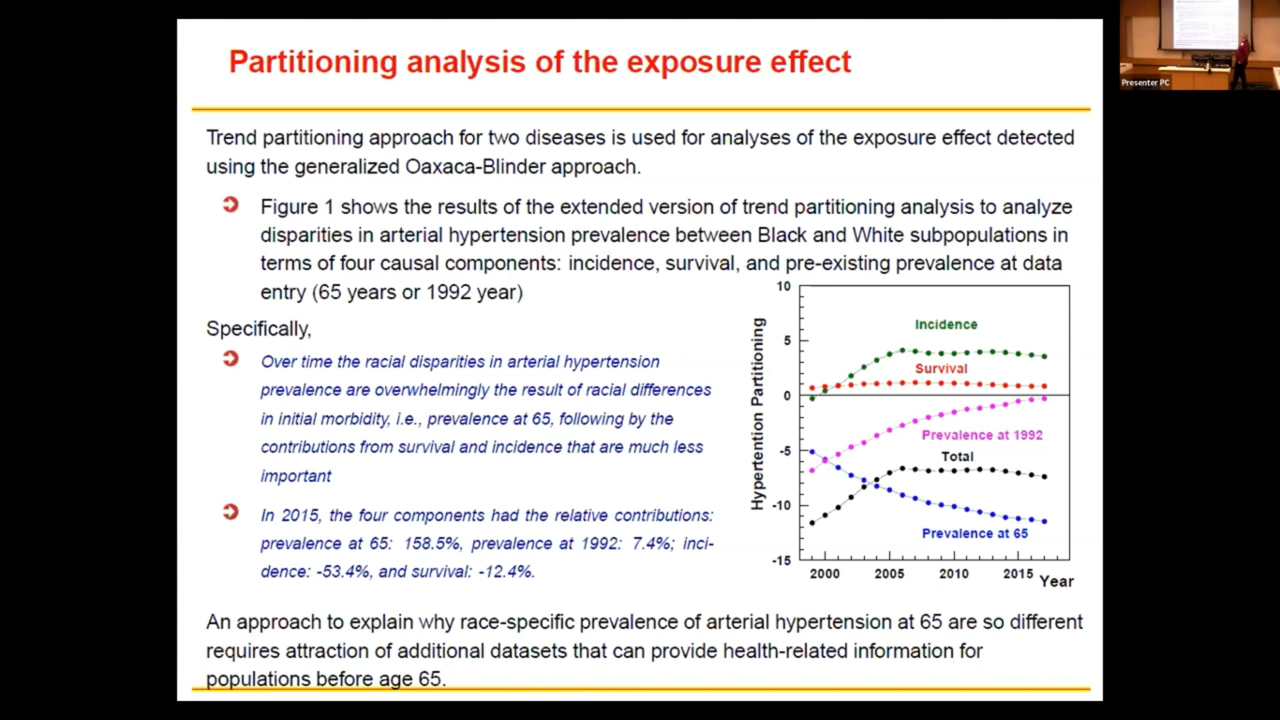 Partitioning analysis of the exposure effect
Trend partitioning approach for two diseases is used for analyses of the exposure effect detected
using the generalized Oaxaca-Blinder approach.
Figure 1 shows the results of the extended version of trend partitioning analysis to analyze
disparities in arterial hypertension prevalence between Black and White subpopulations in
terms of four causal components: incidence, survival, and pre-existing prevalence at data
entry (65 years or 1992 year)
Specifically,
Over time the racial disparities in arterial hypertension
prevalence are overwhelmingly the result of racial differences
in initial morbidity, i.e., prevalence at 65, following by the
contributions from survival and incidence that are much less
important
In 2015, the four components had the relative contributions:
prevalence at 65: 158.5%, prevalence at 1992: 7.4%; inci-
dence: -53.4%, and survival: -12.4%.
Hypertention Partitioning
10
5
0
-5
-10
-15
Incidence
Survival
Prevalence at 1992
Total
Prevalence at 65
2000 2005 2010 2015 Year
An approach to explain why race-specific prevalence of arterial hypertension at 65 are so different
requires attraction of additional datasets that can provide health-related information for
populations before age 65.
Presenter PC